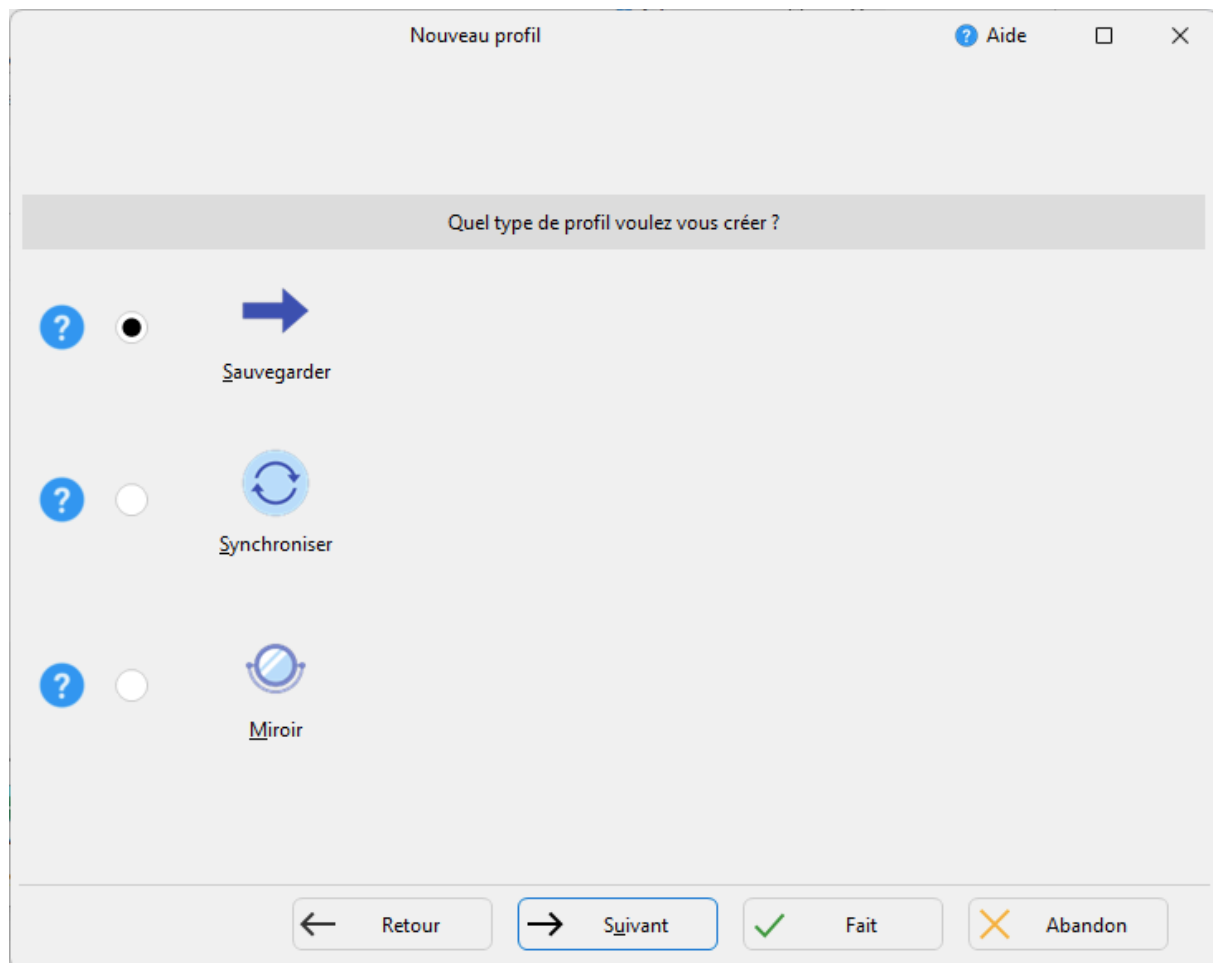 Nouveau profil
Aide
Quel type de profil voulez vous créer ?
Sauvegarder
Synchroniser
Miroir
Retour
Suivant
Fait
Abandon